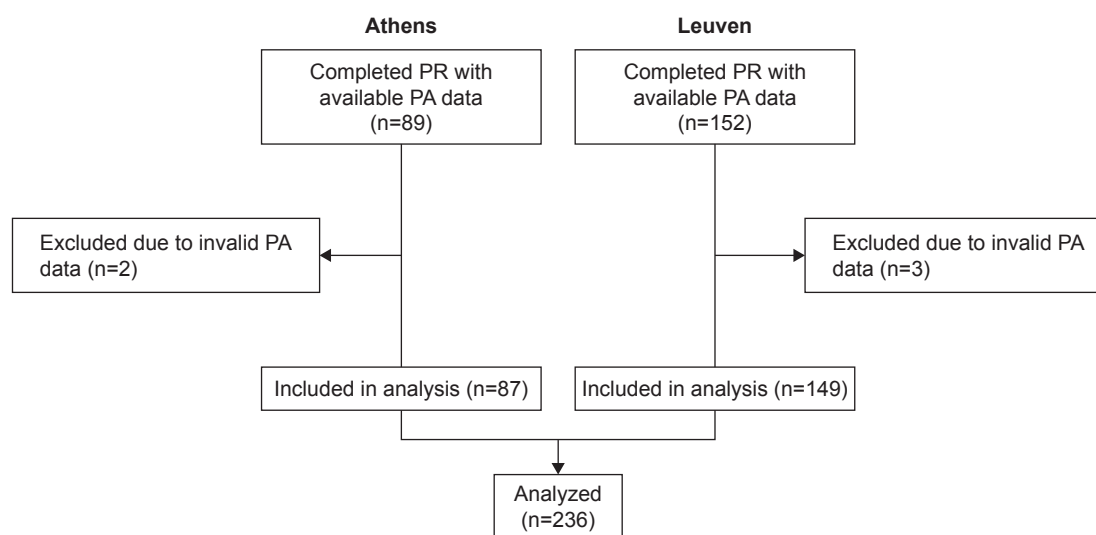 Athens
Leuven
Completed PR with
available PA data
(n=89)
Completed PR with
available PA data
(n=152)
Excluded due to invalid PA
data (n=2)
Excluded due to invalid PA
data (n=3)
Included in analysis (n=87)
Included in analysis (n=149)
Analyzed
(n=236)